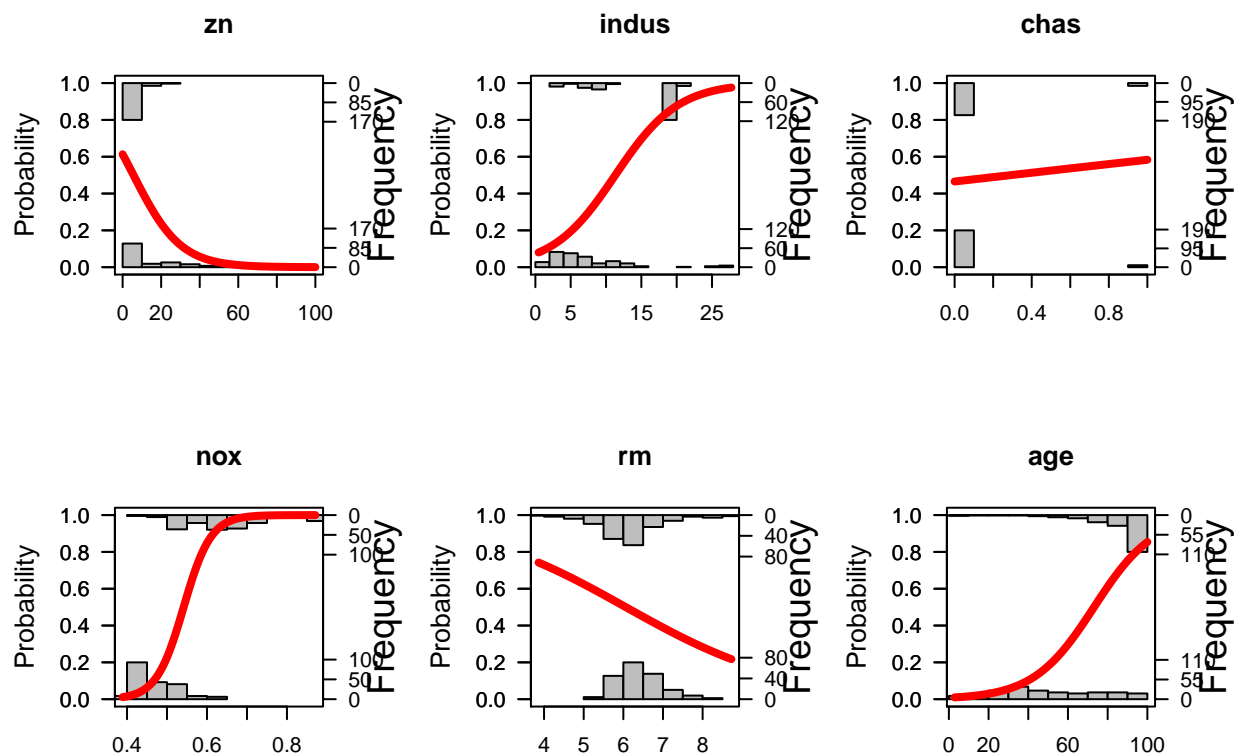 zn
Probability
0.0 0.2 0.4 0.6 0.8 1.0
0 20 60 100
0 85 170
170 85 0
Frequency
indus
Probability
0.0 0.2 0.4 0.6 0.8 1.0
0 5 15 25
0 60 120
120 60 0
Frequency
chas
Probability
0.0 0.2 0.4 0.6 0.8 1.0
0.0 0.4 0.8
0 95 190
190 95 0
Frequency
nox
Probability
0.0 0.2 0.4 0.6 0.8 1.0
0.4 0.6 0.8
0 50 100
100 50 0
Frequency
rm
Probability
0.0 0.2 0.4 0.6 0.8 1.0
4 5 6 7 8
0 40 80
80 40 0
Frequency
age
Probability
0.0 0.2 0.4 0.6 0.8 1.0
0 20 60 100
0 55 110
110 55 0
Frequency